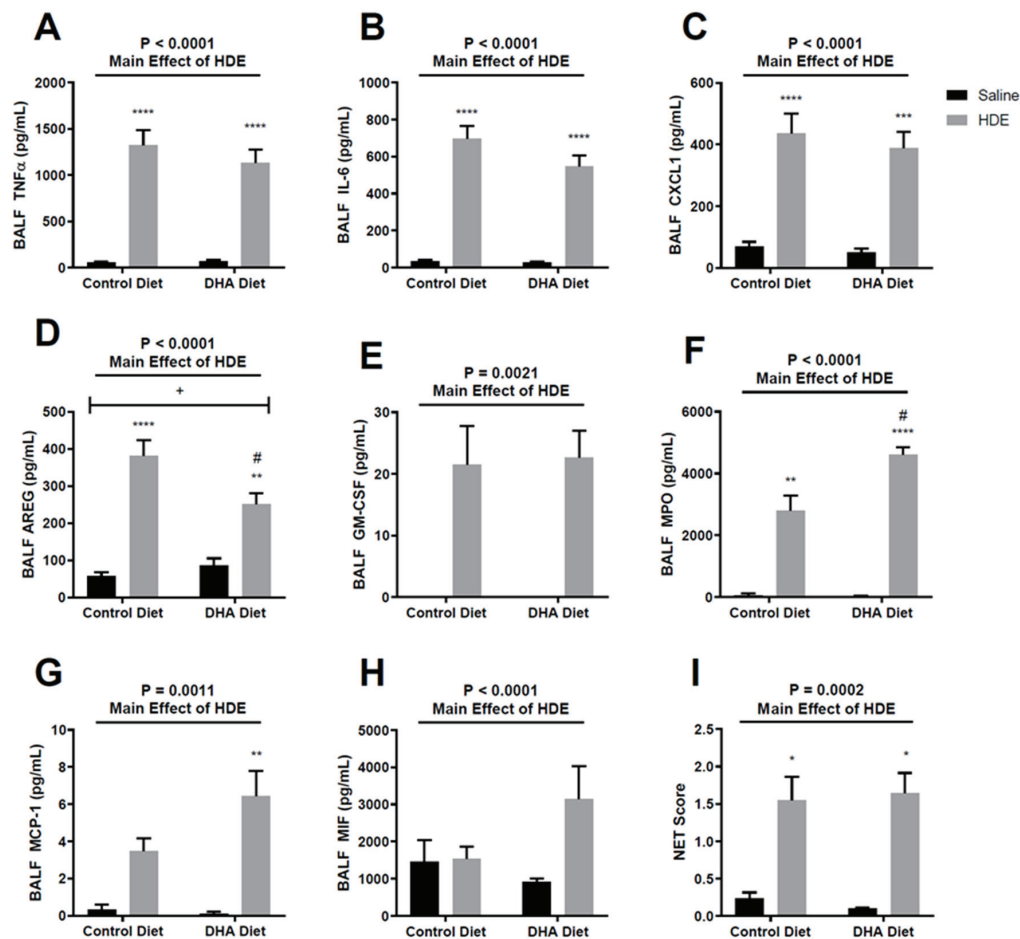 A
P < 0.0001
Main Effect of HDE
BALF TNFα (pg/mL)
2000
1500
1000
500
0
****
****
Control Diet
DHA Diet
B
P < 0.0001
Main Effect of HDE
BALF IL-6 (pg/mL)
1000
800
600
400
200
0
****
****
Control Diet
DHA Diet
C
P < 0.0001
Main Effect of HDE
BALF CXCL1 (pg/mL)
600
400
200
0
****
***
Control Diet
DHA Diet
Saline
HDE
D
P < 0.0001
Main Effect of HDE
+
BALF AREG (pg/mL)
500
400
300
200
100
0
****
#
**
Control Diet
DHA Diet
E
P = 0.0021
Main Effect of HDE
BALF GM-CSF (pg/mL)
30
20
10
0
Control Diet
DHA Diet
F
P < 0.0001
Main Effect of HDE
BALF MPO (pg/mL)
6000
4000
2000
0
**
#
****
Control Diet
DHA Diet
G
P = 0.0011
Main Effect of HDE
BALF MCP-1 (pg/mL)
10
8
6
4
2
0
**
Control Diet
DHA Diet
H
P < 0.0001
Main Effect of HDE
BALF MIF (pg/mL)
5000
4000
3000
2000
1000
0
Control Diet
DHA Diet
I
P = 0.0002
Main Effect of HDE
NET Score
2.5
2.0
1.5
1.0
0.5
0.0
*
*
Control Diet
DHA Diet